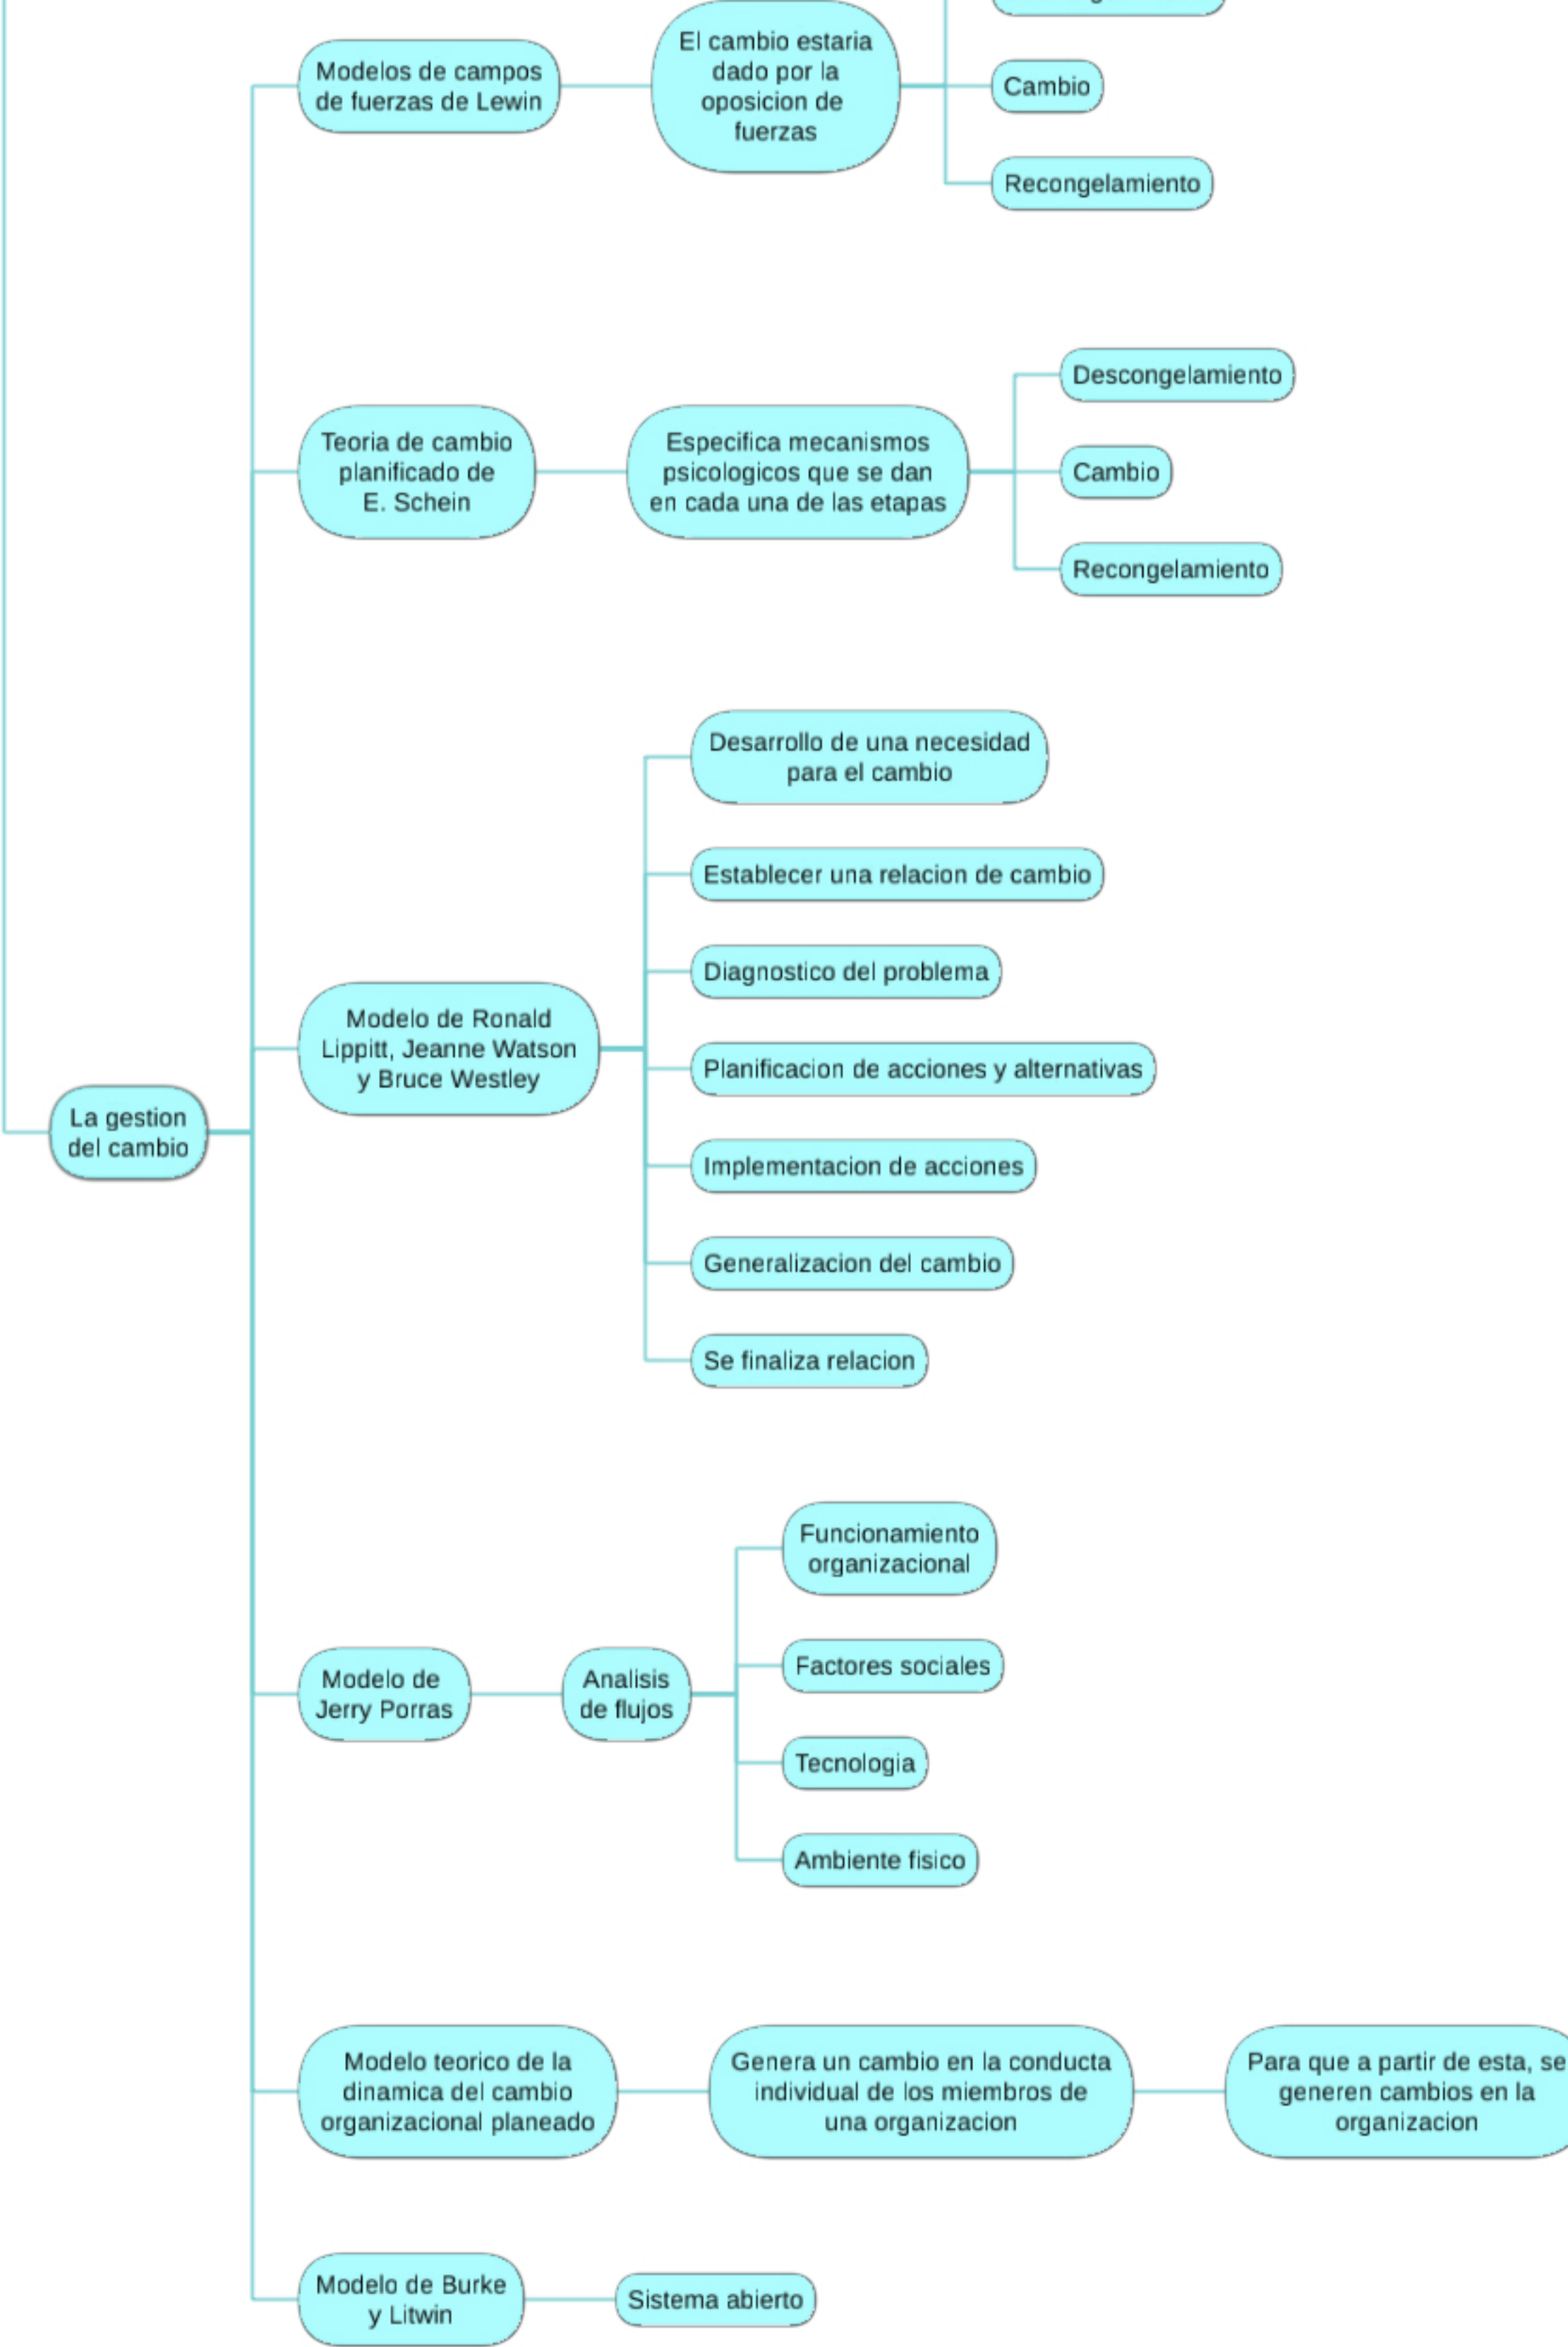 Modelos de campos
de fuerzas de Lewin
El cambio estaria
dado por la
oposicion de
fuerzas
Cambio
Recongelamiento
Teoria de cambio
planificado de
E. Schein
Especifica mecanismos
psicologicos que se dan
en cada una de las etapas
Descongelamiento
Cambio
Recongelamiento
La gestion
del cambio
Modelo de Ronald
Lippitt, Jeanne Watson
y Bruce Westley
Desarrollo de una necesidad
para el cambio
Establecer una relacion de cambio
Diagnostico del problema
Planificacion de acciones y alternativas
Implementacion de acciones
Generalizacion del cambio
Se finaliza relacion
Modelo de
Jerry Porras
Analisis
de flujos
Funcionamiento
organizacional
Factores sociales
Tecnologia
Ambiente fisico
Modelo teorico de la
dinamica del cambio
organizacional planeado
Genera un cambio en la conducta
individual de los miembros de
una organizacion
Para que a partir de esta, se
generen cambios en la
organizacion
Modelo de Burke
y Litwin
Sistema abierto